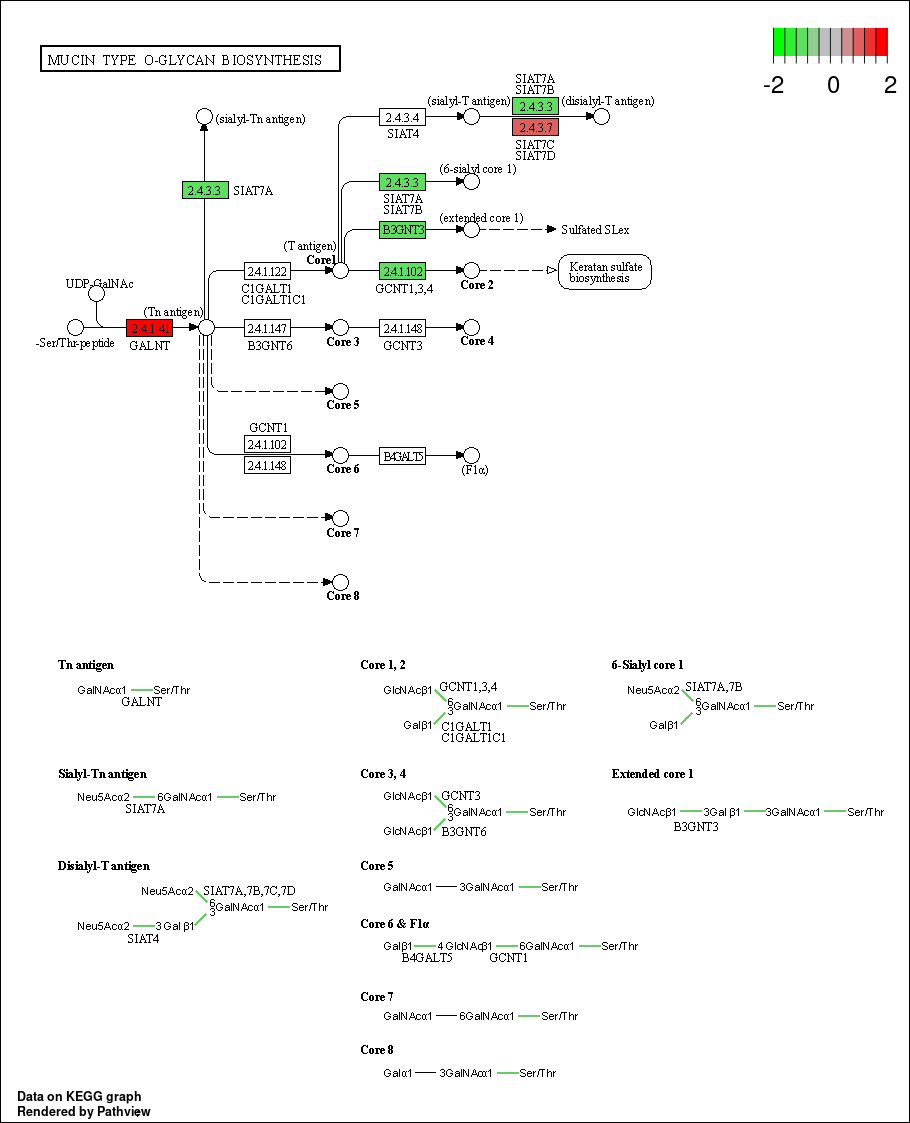 MUCIN TYPE O-GLYCAN BIOSYNTHESIS
-2 0 2
SIAT7A
SIAT7B
(sialyl-T antigen)
(disialyl-T antigen)
2.4.3.3
2.4.3.4
2.4.3.7
SIAT4
SIAT7C
SIAT7D
(sialyl-Tn antigen)
(6-sialyl core 1)
2.4.3.3
SIAT7A
2.4.3.3
SIAT7A
SIAT7B
(extended core 1)
B3GNT3
Sulfated SLex
(T antigen)
Core1
2.4.1.122
C1GALT1
C1GALT1C1
2.4.1.102
GCNT1,3,4
Core 2
Keratan sulfate
biosynthesis
UDP-GalNAc
(Tn antigen)
-Ser/Thr-peptide
2.4.1.41
GALNT
2.4.1.147
B3GNT6
Core 3
2.4.1.148
GCNT3
Core 4
Core 5
GCNT1
2.4.1.102
2.4.1.148
Core 6
B4GALT5
(F1α)
Core 7
Core 8
Tn antigen
GalNAcα1 Ser/Thr
GALNT
Core 1, 2
GlcNAcβ1 GCNT1,3,4
6
3GalNAcα1 Ser/Thr
Galβ1 C1GALT1
C1GALT1C1
6-Sialyl core 1
Neu5Acα2 SIAT7A,7B
6
3GalNAcα1 Ser/Thr
Galβ1
Sialyl-Tn antigen
Neu5Acα2 6GalNAcα1 Ser/Thr
SIAT7A
Core 3, 4
GlcNAcβ1 GCNT3
6
3GalNAcα1 Ser/Thr
GlcNAcβ1 B3GNT6
Extended core 1
GlcNAcβ1 3Gal β1 3GalNAcα1 Ser/Thr
B3GNT3
Disialyl-T antigen
Neu5Acα2 SIAT7A,7B,7C,7D
6
3GalNAcα1 Ser/Thr
Neu5Acα2 3 Gal β1
SIAT4
Core 5
GalNAcα1 3GalNAcα1 Ser/Thr
Core 6 & F1α
Galβ1 4 GlcNAcβ1 6GalNAcα1 Ser/Thr
B4GALT5 GCNT1
Core 7
GalNAcα1 6GalNAcα1 Ser/Thr
Core 8
Galα1 3GalNAcα1 Ser/Thr
Data on KEGG graph
Rendered by Pathview